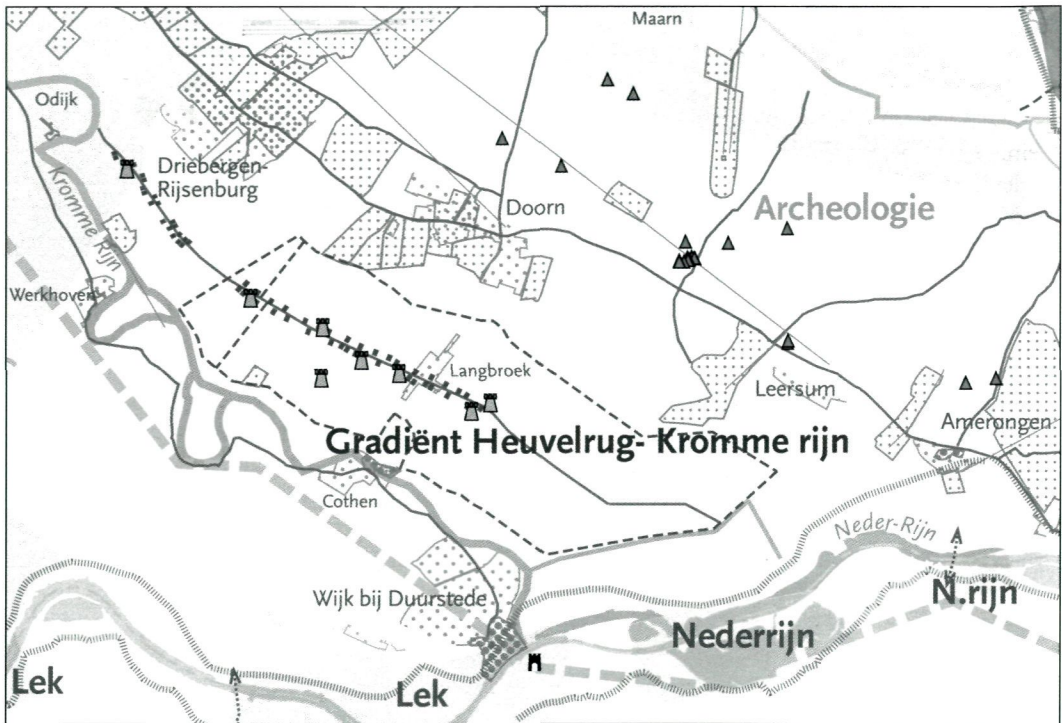 Maarn
Odijk
Driebergen-
Rijsenburg
Kromme Rijn
Doorn
Archeologie
Werkhoven
Langbroek
Leersum
Amerongen
Gradiënt Heuvelrug- Kromme rijn
Cothen
Neder-Rijn
Wijk bij Duurstede
N.rijn
Nederrijn
Lek
Lek